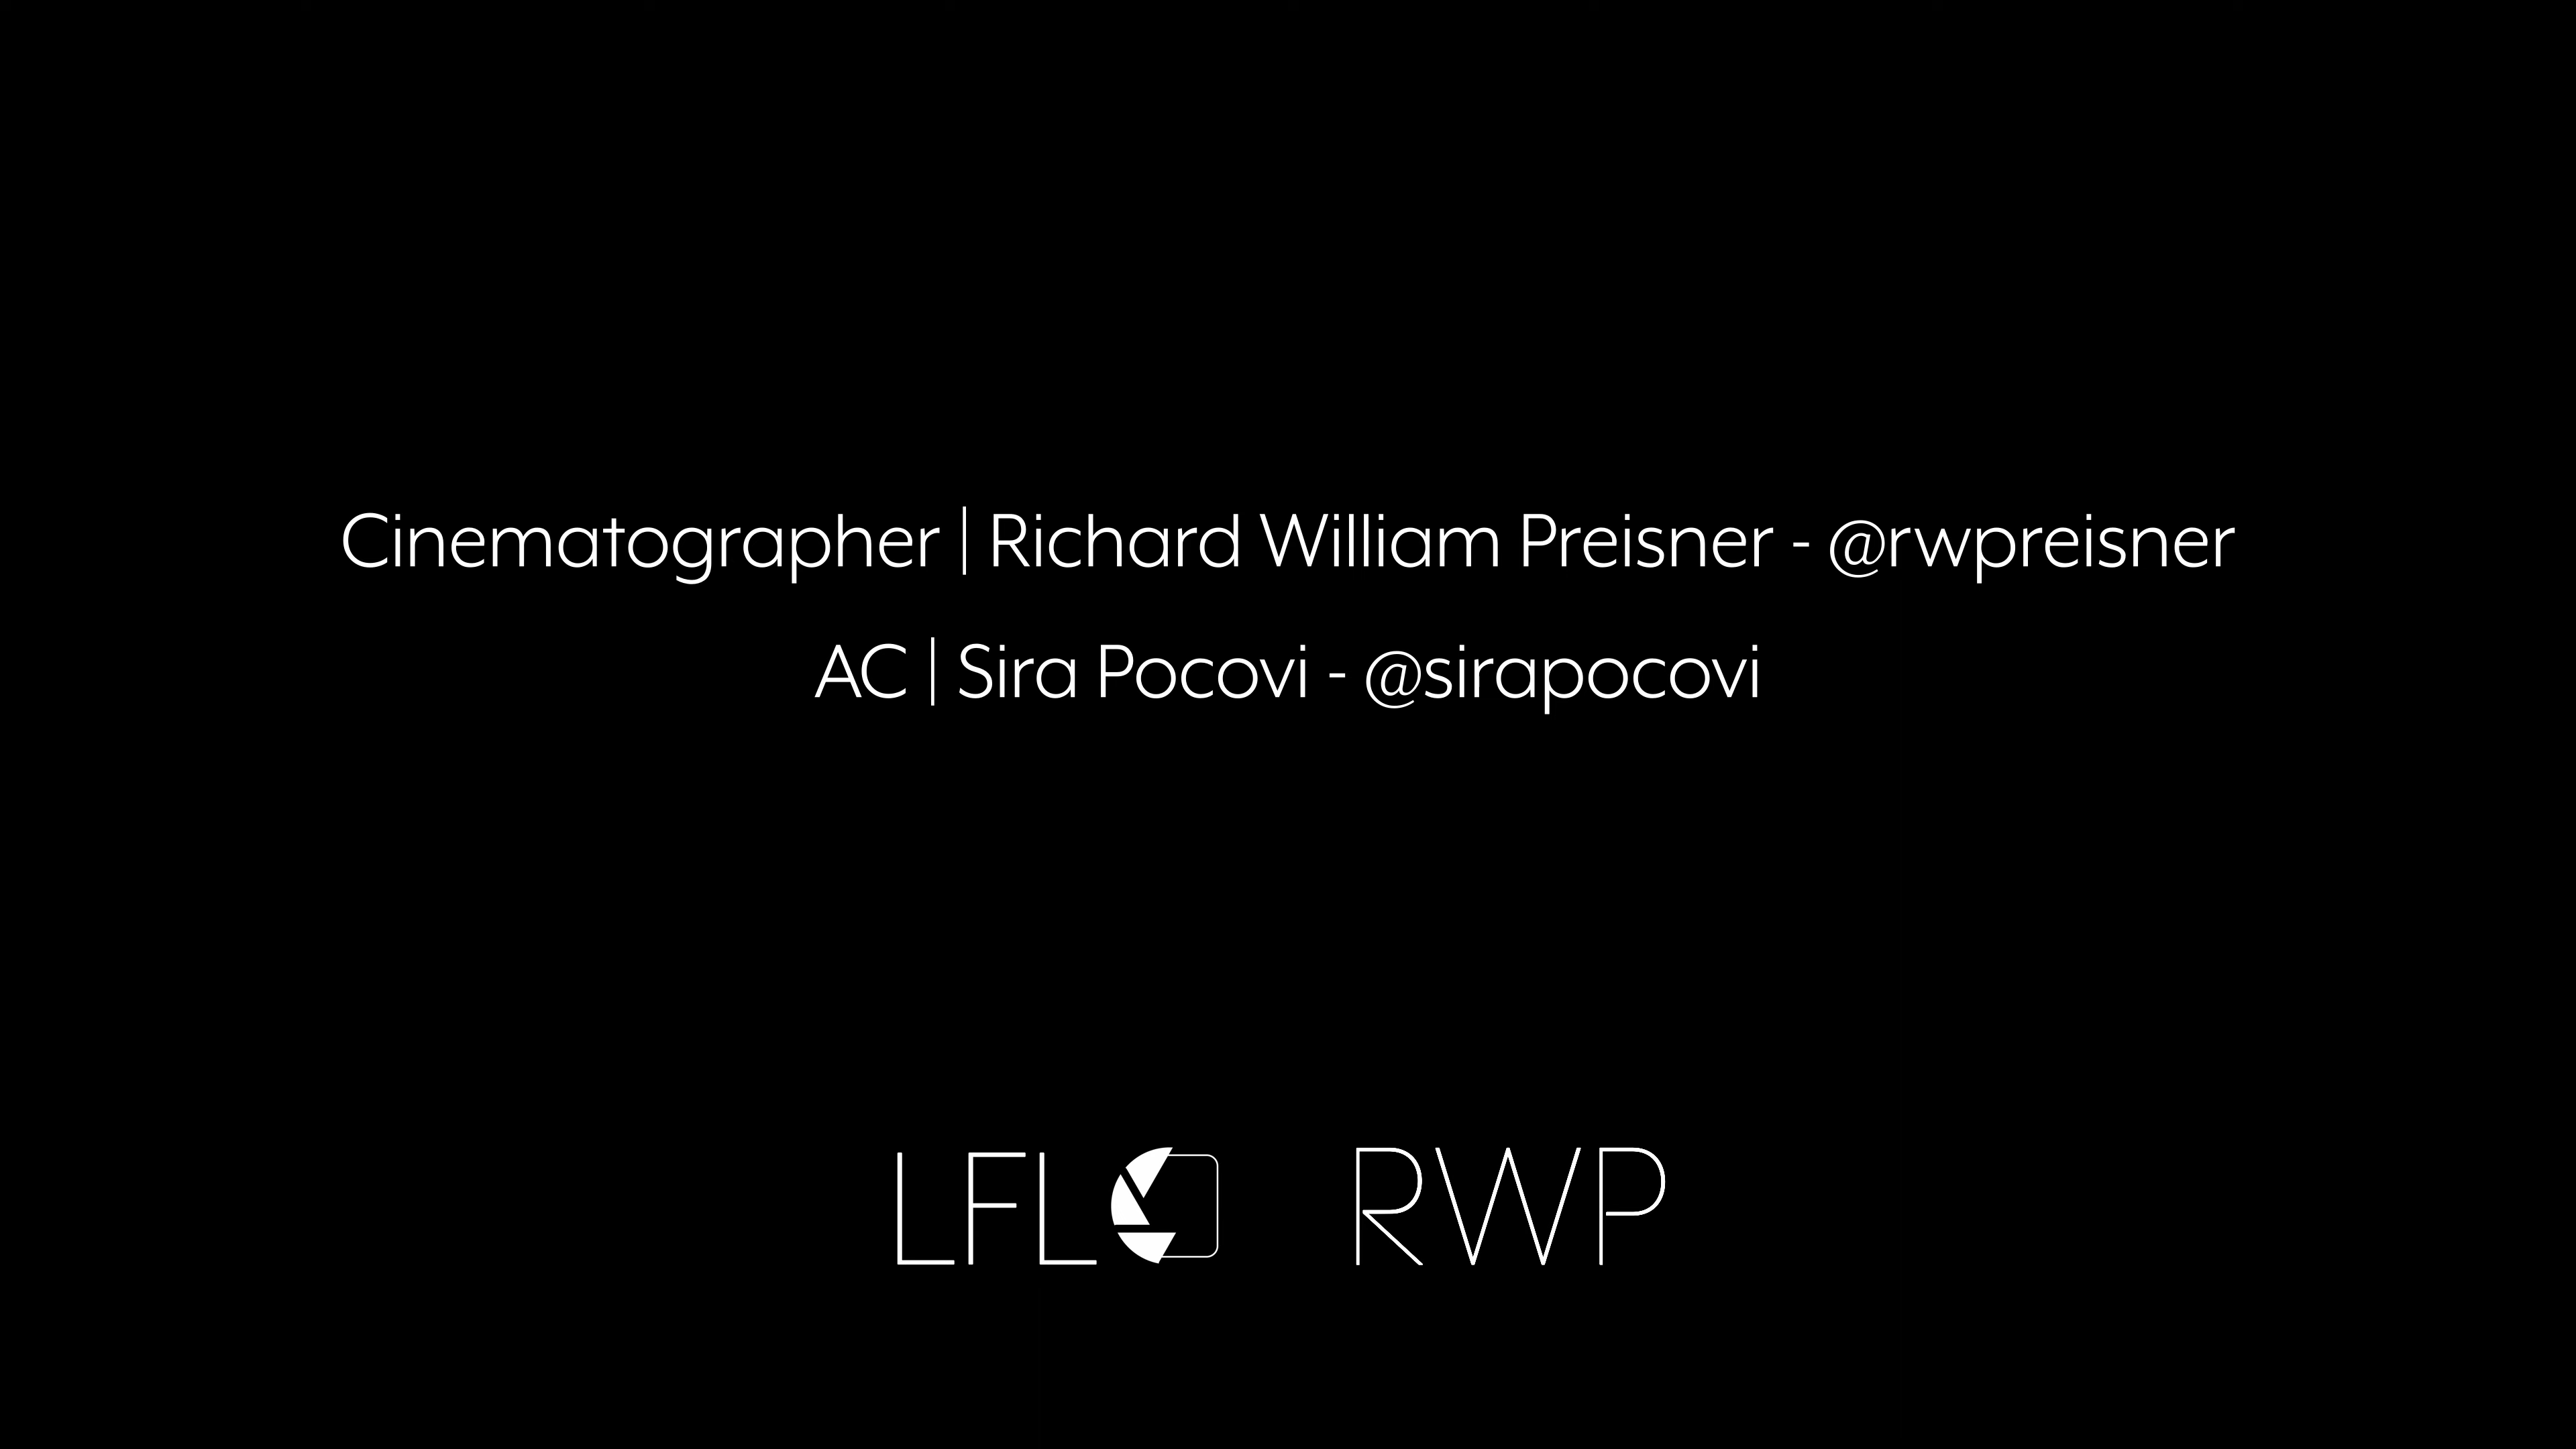 Cinematographer | Richard William Preisner - @rwpreisner
AC | Sira Pocovi - @sirapocovi
LFL RWP